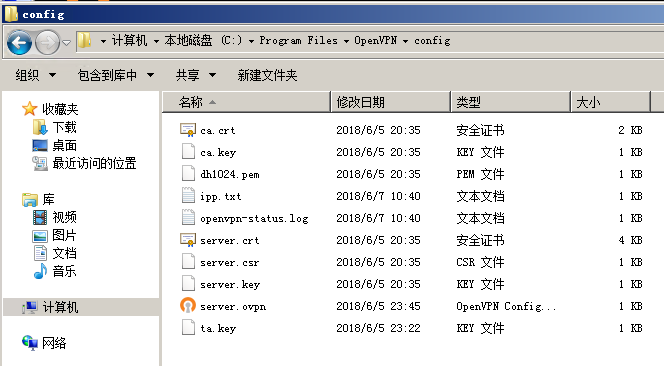 config
计算机 本地磁盘 (C:) Program Files OpenVPN config
组织 包含到库中 共享 新建文件夹
收藏夹
下载
桌面
最近访问的位置
库
视频
图片
文档
音乐
计算机
网络
名称 修改日期 类型 大小
ca.crt 2018/6/5 20:35 安全证书 2 KB
ca.key 2018/6/5 20:35 KEY 文件 1 KB
dh1024.pem 2018/6/5 20:35 PEM 文件 1 KB
ipp.txt 2018/6/7 10:40 文本文档 1 KB
openvpn-status.log 2018/6/7 10:40 文本文档 1 KB
server.crt 2018/6/5 20:35 安全证书 4 KB
server.csr 2018/6/5 20:35 CSR 文件 1 KB
server.key 2018/6/5 20:35 KEY 文件 1 KB
server.ovpn 2018/6/5 23:45 OpenVPN Config... 1 KB
ta.key 2018/6/5 23:22 KEY 文件 1 KB